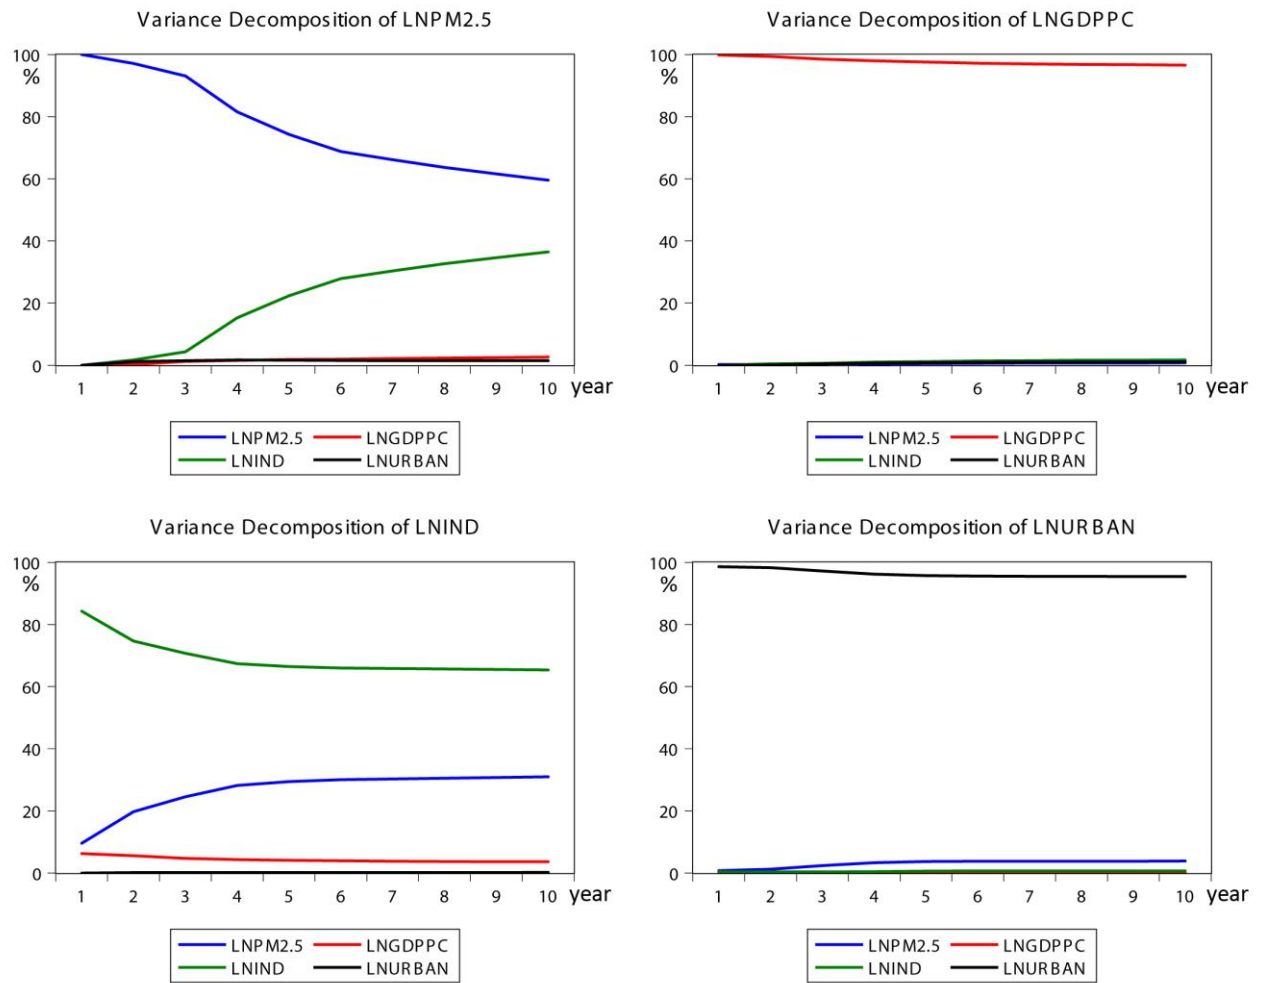 Variance Decomposition of LNPM2.5
100
%
80
60
40
20
0
1 2 3 4 5 6 7 8 9 10 year
LNPM2.5 LNGDPPC
LNIND LNURBAN
Variance Decomposition of LNGDPPC
100
%
80
60
40
20
0
1 2 3 4 5 6 7 8 9 10 year
LNPM2.5 LNGDPPC
LNIND LNURBAN
Variance Decomposition of LNIND
100
%
80
60
40
20
0
1 2 3 4 5 6 7 8 9 10 year
LNPM2.5 LNGDPPC
LNIND LNURBAN
Variance Decomposition of LNURBAN
100
%
80
60
40
20
0
1 2 3 4 5 6 7 8 9 10 year
LNPM2.5 LNGDPPC
LNIND LNURBAN